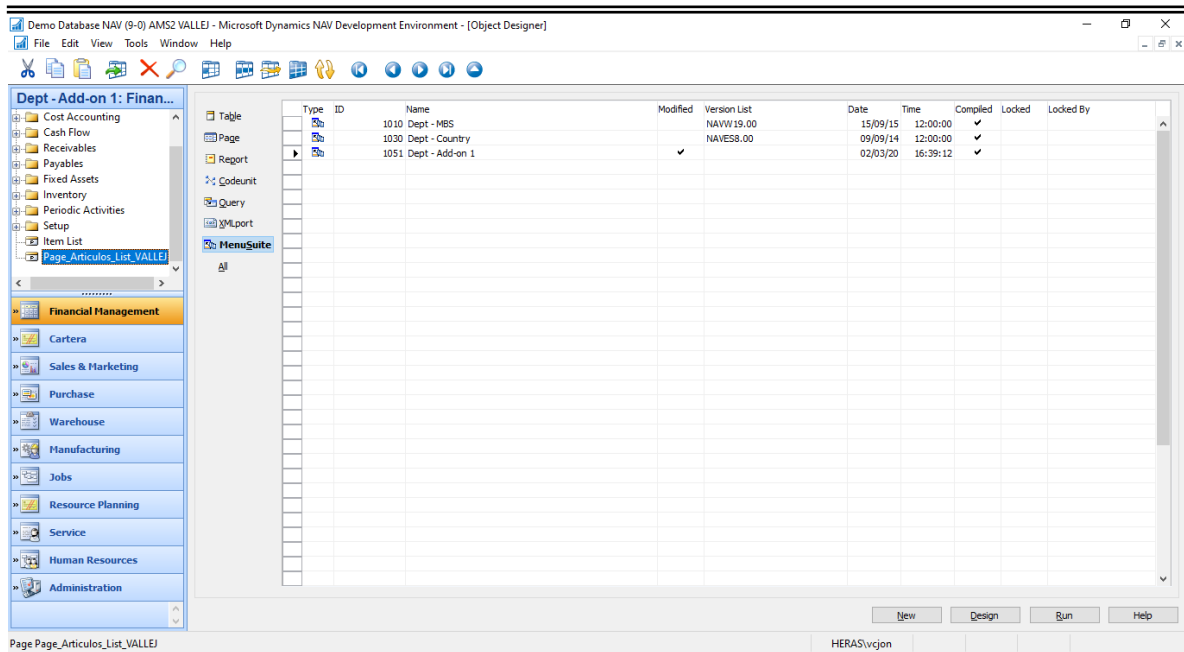 Demo Database NAV (9-0) AMS2 VALLEJ - Microsoft Dynamics NAV Development Environment - [Object Designer]
File Edit View Tools Window Help
Dept - Add-on 1: Finan...
Cost Accounting
Cash Flow
Receivables
Payables
Fixed Assets
Inventory
Periodic Activities
Setup
Item List
Page_Articulos_List_VALLEJ
Financial Management
Cartera
Sales & Marketing
Purchase
Warehouse
Manufacturing
Jobs
Resource Planning
Service
Human Resources
Administration
Table
Page
Report
Codeunit
Query
XMLport
MenuSuite
All
Type ID Name Modified Version List Date Time Compiled Locked Locked By
1010 Dept - MBS NAVW19.00 15/09/15 12:00:00 ✔
1030 Dept - Country NAVES8.00 09/09/14 12:00:00 ✔
1051 Dept - Add-on 1 ✔ 02/03/20 16:39:12 ✔
New Design Run Help
Page Page_Articulos_List_VALLEJ HERAS\vcjon